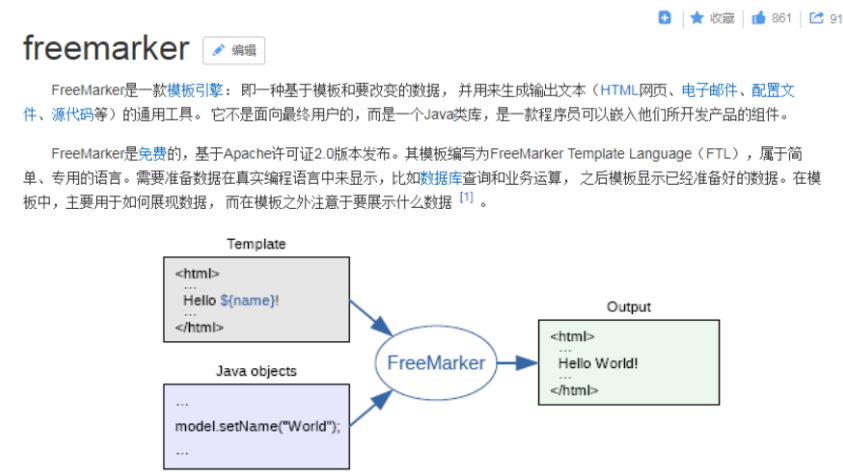 收藏 861 91
freemarker 编辑
FreeMarker是一款模板引擎： 即一种基于模板和要改变的数据， 并用来生成输出文本（HTML网页、电子邮件、配置文
件、源代码等）的通用工具。 它不是面向最终用户的，而是一个Java类库，是一款程序员可以嵌入他们所开发产品的组件。
FreeMarker是免费的，基于Apache许可证2.0版本发布。其模板编写为FreeMarker Template Language（FTL），属于简
单、专用的语言。需要准备数据在真实编程语言中来显示，比如数据库查询和业务运算， 之后模板显示已经准备好的数据。在模
板中，主要用于如何展现数据， 而在模板之外注意于要展示什么数据 [1] 。
Template
<html>
...
Hello ${name}!
...
</html>
Java objects
...
model.setName("World");
...
FreeMarker
Output
<html>
...
Hello World!
...
</html>